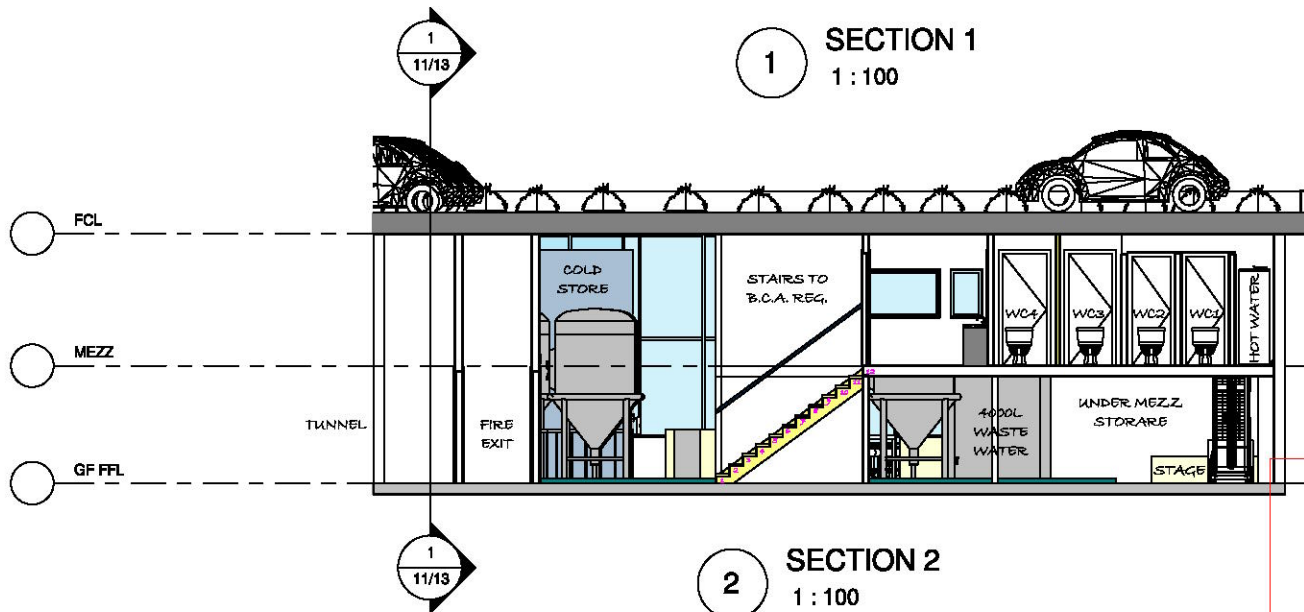 1
11/13
1
SECTION 1
1 : 100
FCL
COLD
STORE
STAIRS TO
B.C.A. REG.
WC4
WC3
WC2
WC1
HOT WATER
MEZZ
TUNNEL
FIRE
EXIT
4000L
WASTE
WATER
UNDER MEZZ
STORARE
STAGE
GF FFL
1
11/13
2
SECTION 2
1 : 100